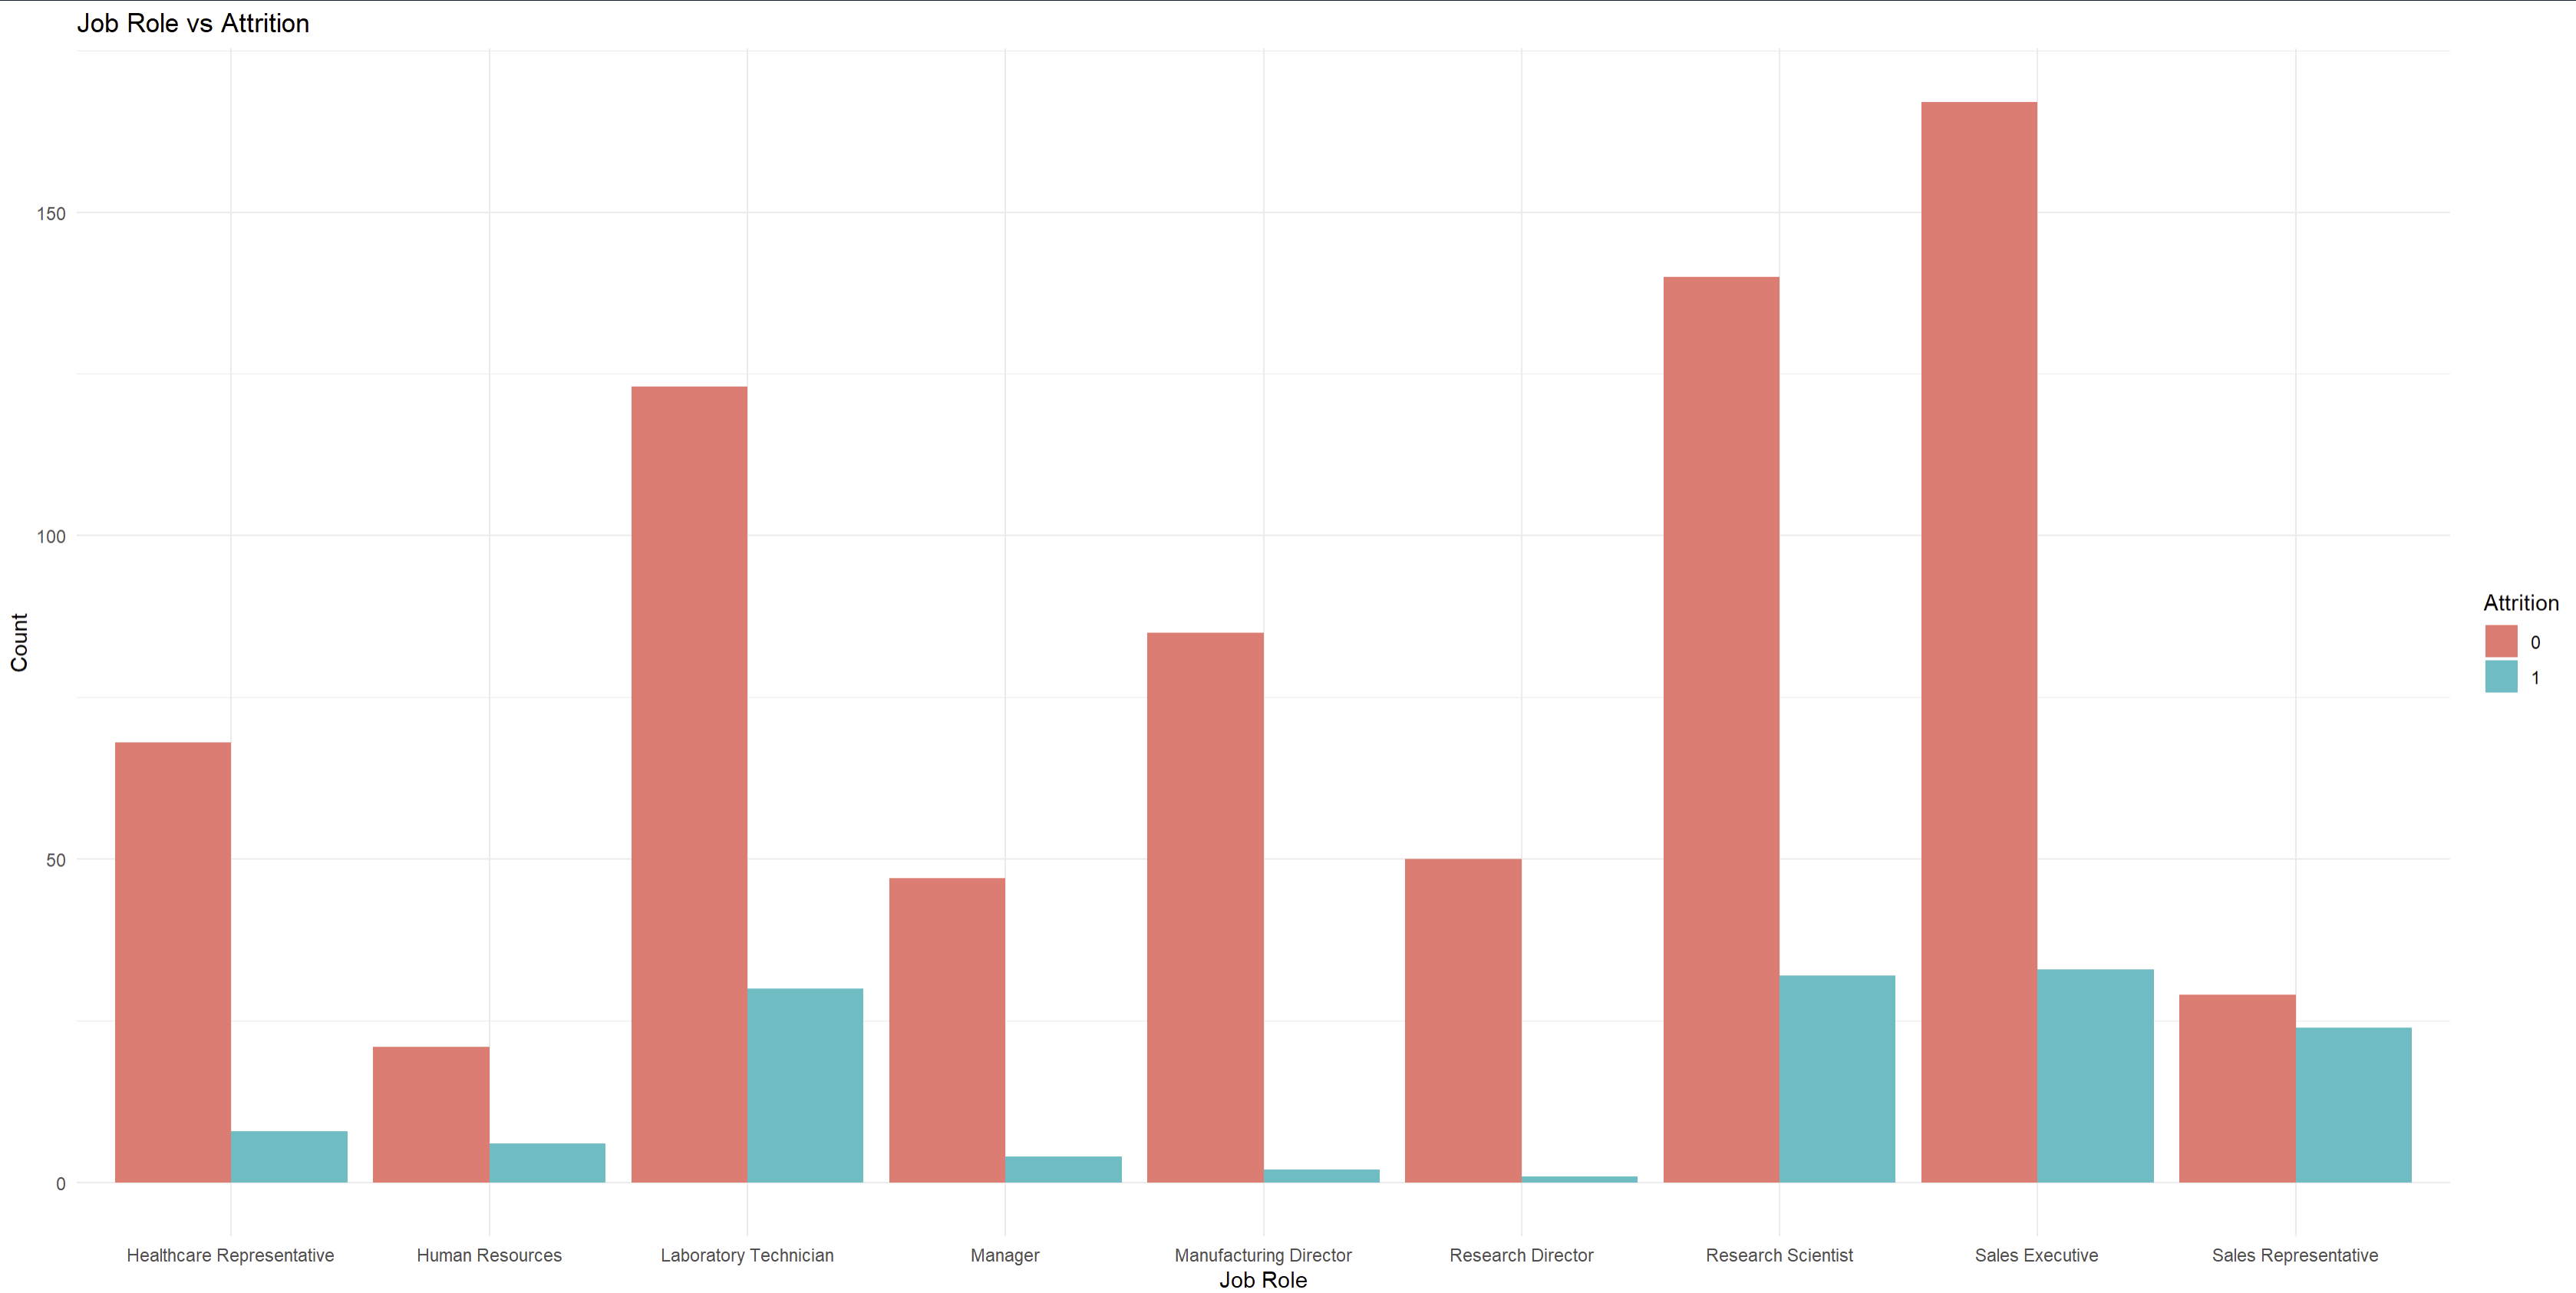 Job Role vs Attrition
150
100
50
0
Count
Healthcare Representative
Human Resources
Laboratory Technician
Manager
Manufacturing Director
Research Director
Research Scientist
Sales Executive
Sales Representative
Job Role
Attrition
0
1